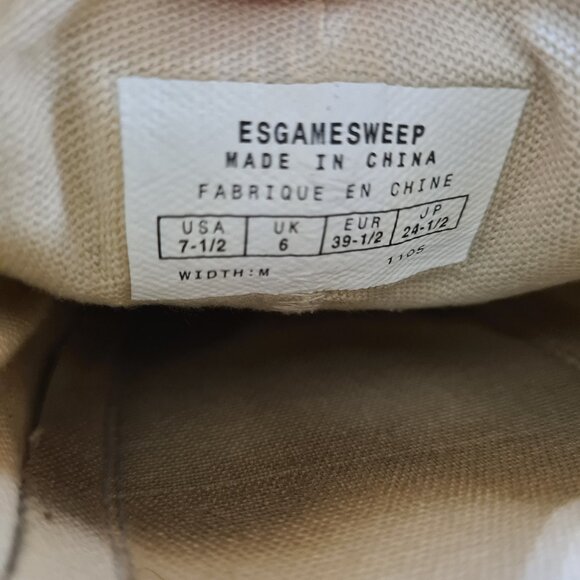 ESGAMESWEEP
MADE IN CHINA
FABRIQUE EN CHINE
USA UK EUR JP
7-1/2 6 39-1/2 24-1/2
WIDTH:M 1105